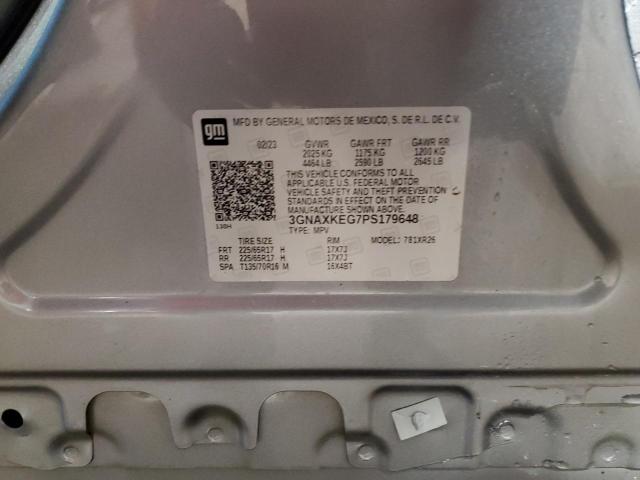 gm
MFD BY GENERAL MOTORS DE MEXICO, S. DE R.L. DE C.V.
02/23 GVWR GAWR FRT GAWR RR
2025 KG 1175 KG 1200 KG
4464 LB 2590 LB 2645 LB
THIS VEHICLE CONFORMS TO ALL
APPLICABLE U.S. FEDERAL MOTOR
VEHICLE SAFETY AND THEFT PREVENTION
STANDARDS IN EFFECT ON THE DATE OF
MANUFACTURE SHOWN ABOVE.
3GNAXKEG7PS179648
TYPE: MPV MODEL: 781XR26
TIRE SIZE RIM
FRT 225/65R17 H 17X7J
RR 225/65R17 H 17X7J
SPA T135/70R16 M 16X4BT